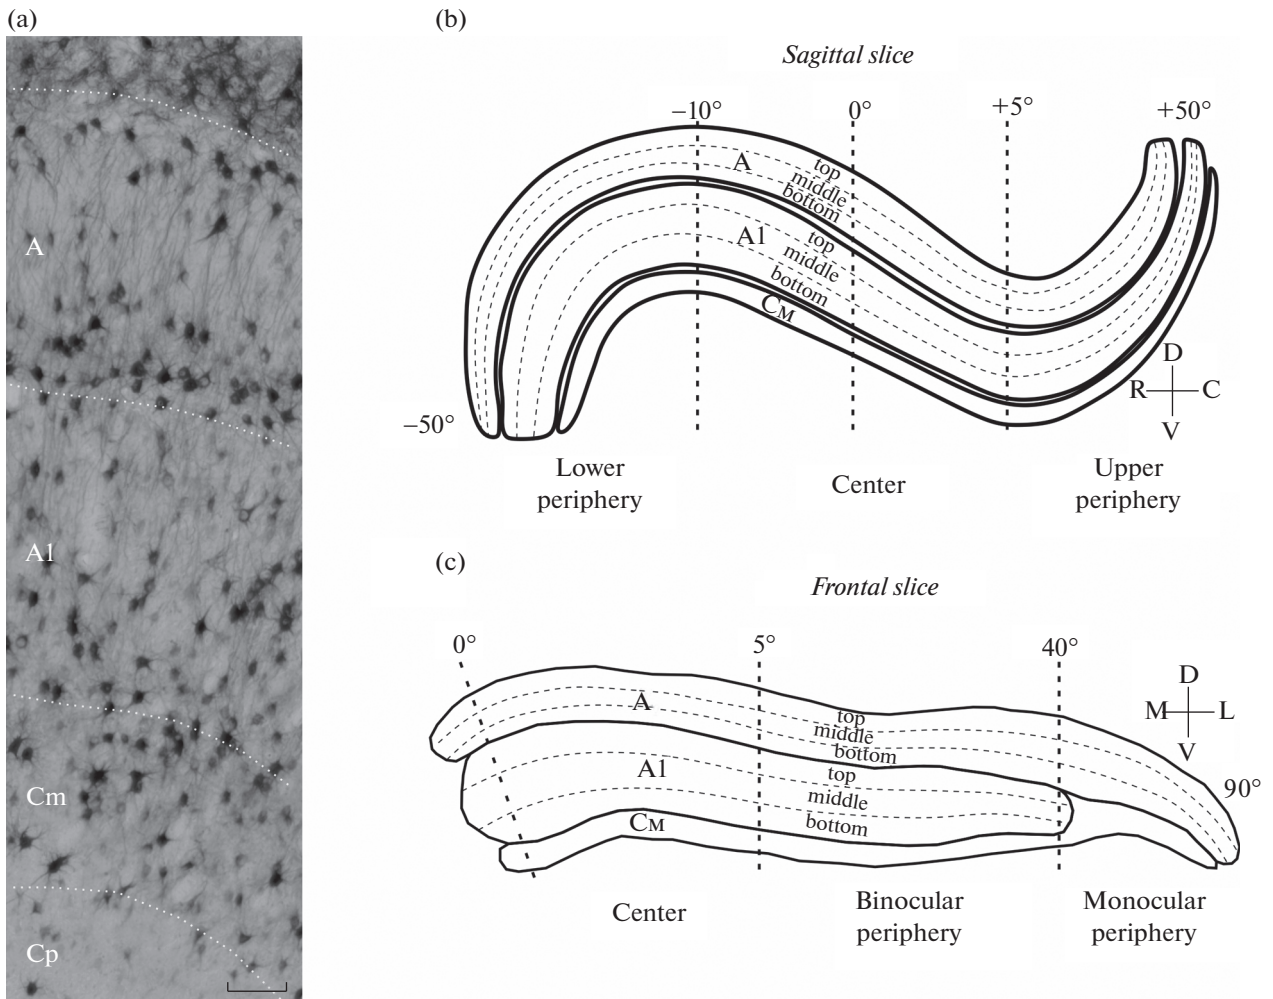 (a)
A
A1
Cm
Cp
(b)
Sagittal slice
–10°
0°
+5°
+50°
A
top
middle
bottom
A1
top
middle
bottom
CM
–50°
D
R C
V
Lower
periphery
Center
Upper
periphery
(c)
Frontal slice
0°
5°
40°
D
M L
V
A
top
middle
bottom
A1
top
middle
bottom
CM
90°
Center
Binocular
periphery
Monocular
periphery